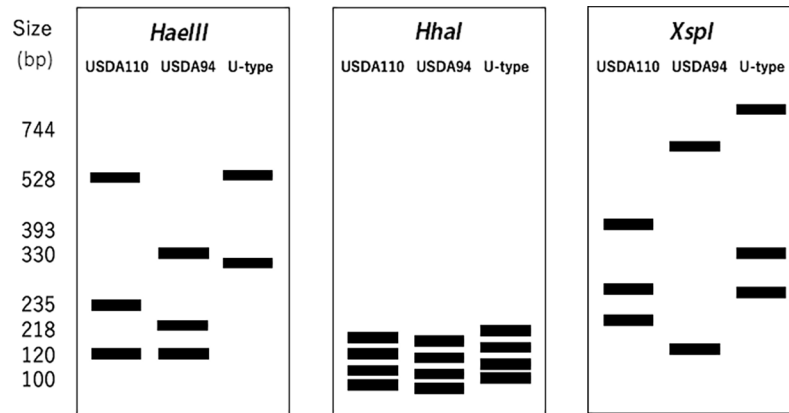 Size
(bp)
HaeIII
HhaI
XspI
USDA110 USDA94 U-type
USDA110 USDA94 U-type
USDA110 USDA94 U-type
744
528
393
330
235
218
120
100